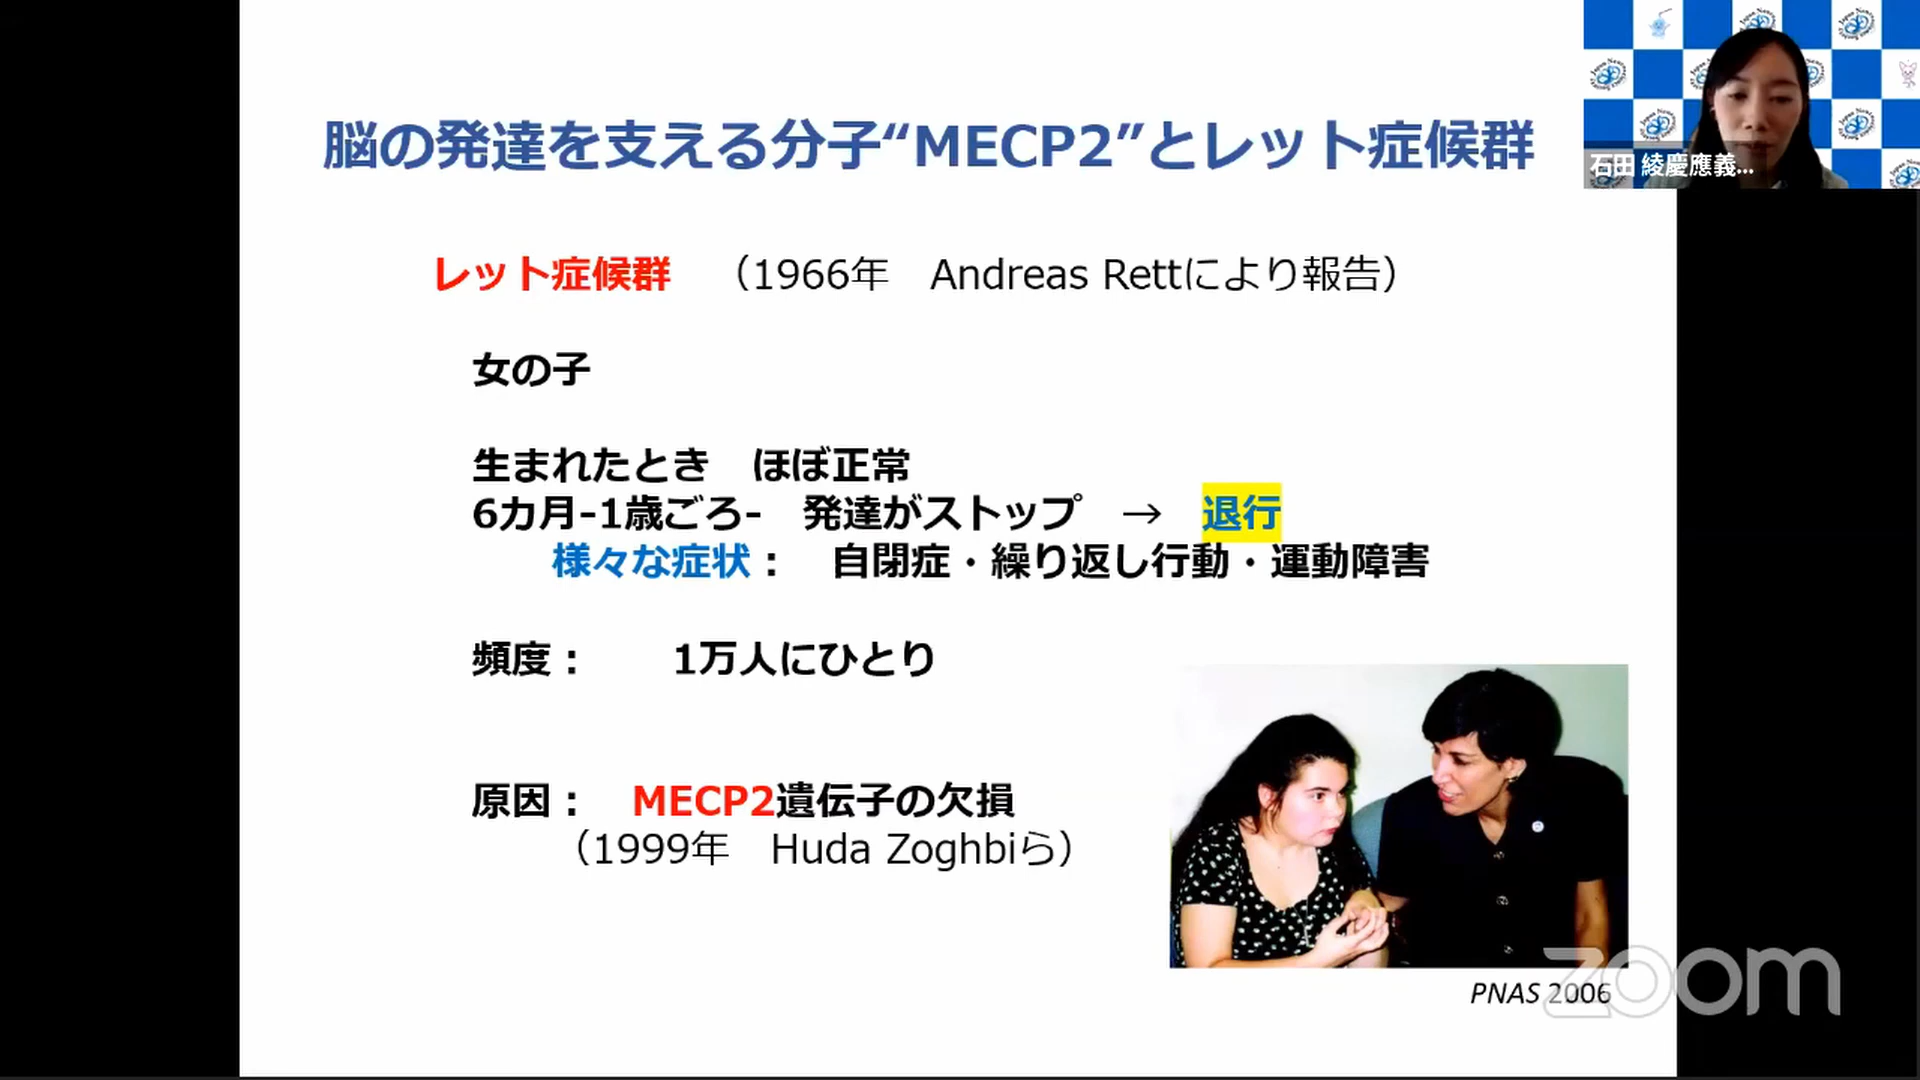 脳の発達を支える分子“MECP2”とレット症候群
石田 綾慶應義...
レット症候群　（1966年　Andreas Rettにより報告）
女の子
生まれたとき　ほぼ正常
6カ月-1歳ごろ-　発達がストップ　→　退行
様々な症状：　自閉症・繰り返し行動・運動障害
頻度：　　1万人にひとり
原因：　MECP2遺伝子の欠損
（1999年　Huda Zoghbiら）
PNAS 2006
zoom